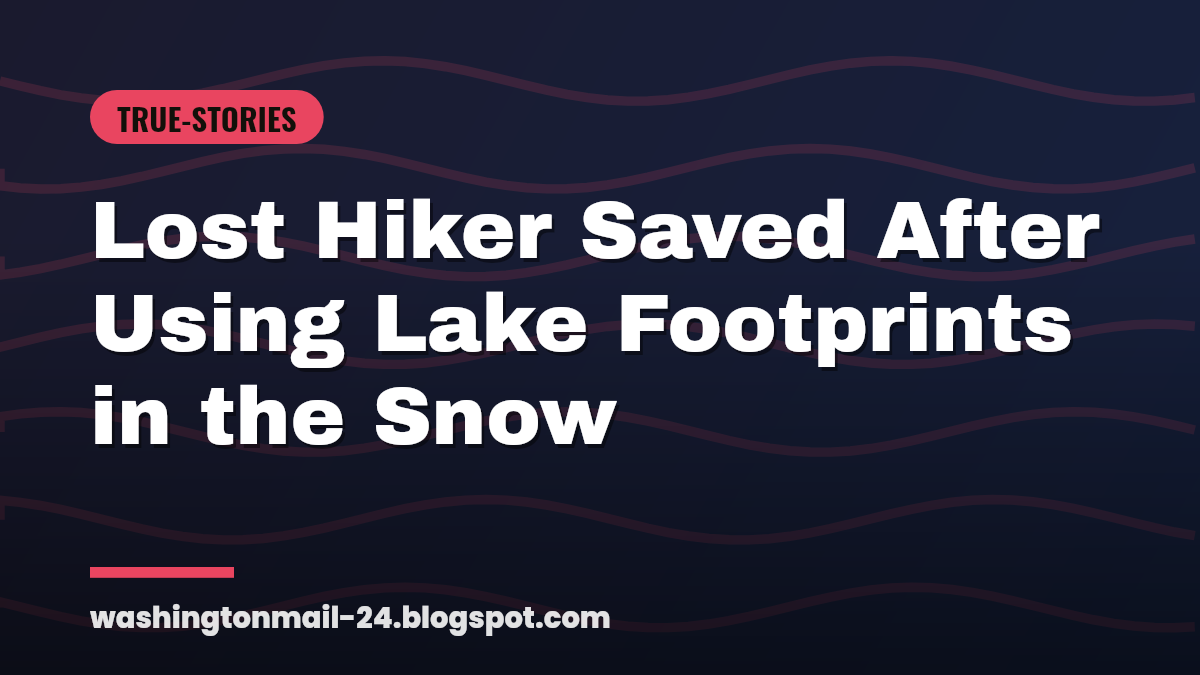 TRUE-STORIES
Lost Hiker Saved After
Using Lake Footprints
in the Snow
washingtonmail-24.blogspot.com